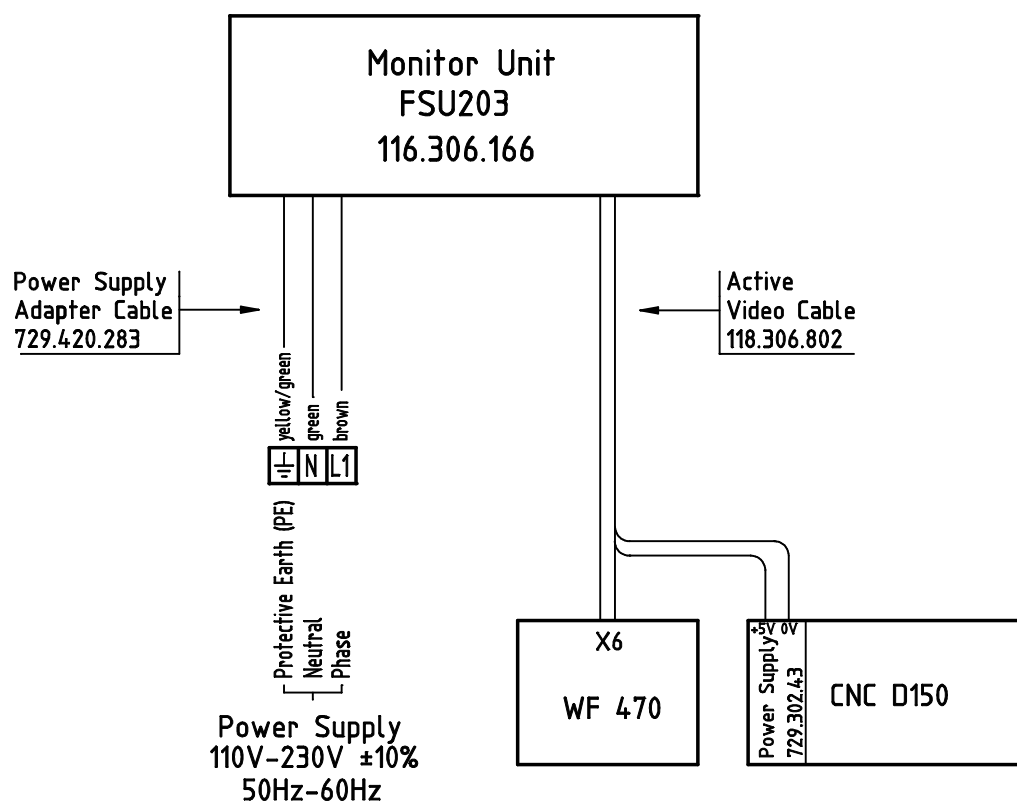 Monitor Unit
FSU203
116.306.166
Power Supply
Adapter Cable
729.420.283
Active
Video Cable
118.306.802
yellow/green
green
brown
N
L1
Protective Earth (PE)
Neutral
Phase
Power Supply
110V-230V ±10%
50Hz-60Hz
X6
WF 470
+5V 0V
Power Supply
729.302.43
CNC D150